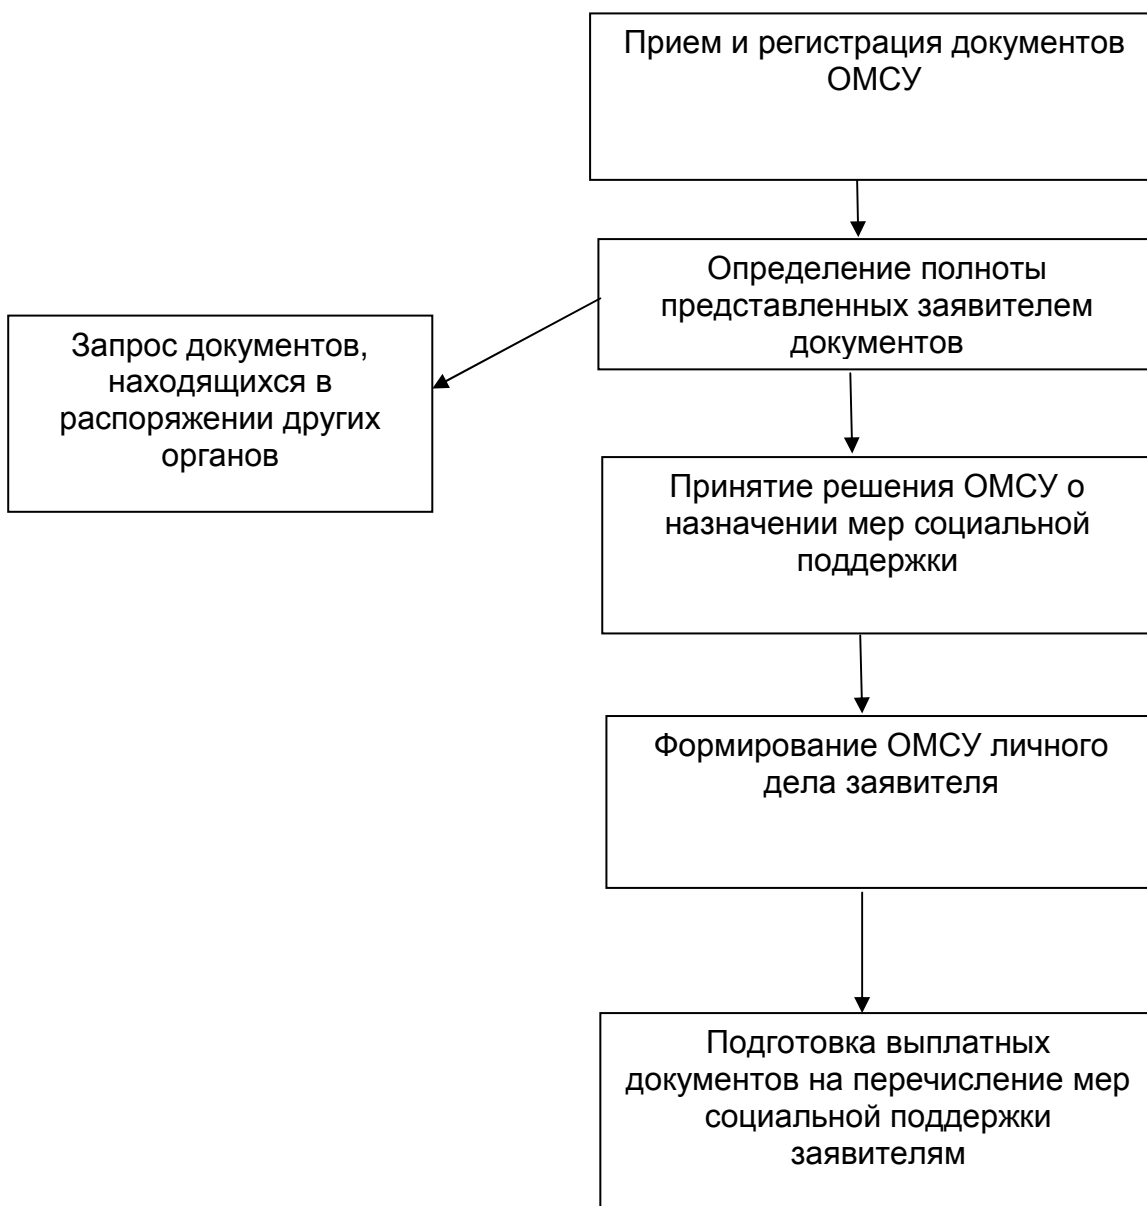 Прием и регистрация документов
ОМСУ
Определение полноты
представленных заявителем
документов
Запрос документов,
находящихся в
распоряжении других
органов
Принятие решения ОМСУ о
назначении мер социальной
поддержки
Формирование ОМСУ личного
дела заявителя
Подготовка выплатных
документов на перечисление мер
социальной поддержки
заявителям